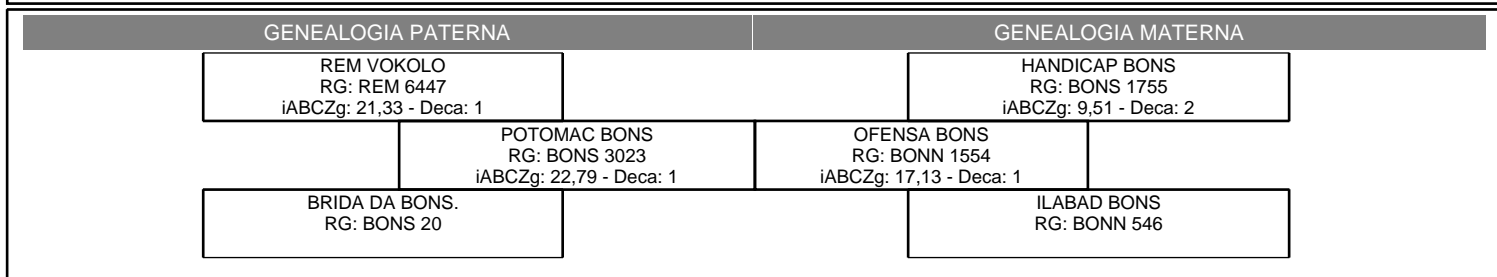 GENEALOGIA PATERNA
GENEALOGIA MATERNA
REM VOKOLO
RG: REM 6447
iABCZg: 21,33 - Deca: 1
HANDICAP BONS
RG: BONS 1755
iABCZg: 9,51 - Deca: 2
POTOMAC BONS
RG: BONS 3023
iABCZg: 22,79 - Deca: 1
OFENSA BONS
RG: BONN 1554
iABCZg: 17,13 - Deca: 1
BRIDA DA BONS.
RG: BONS 20
ILABAD BONS
RG: BONN 546